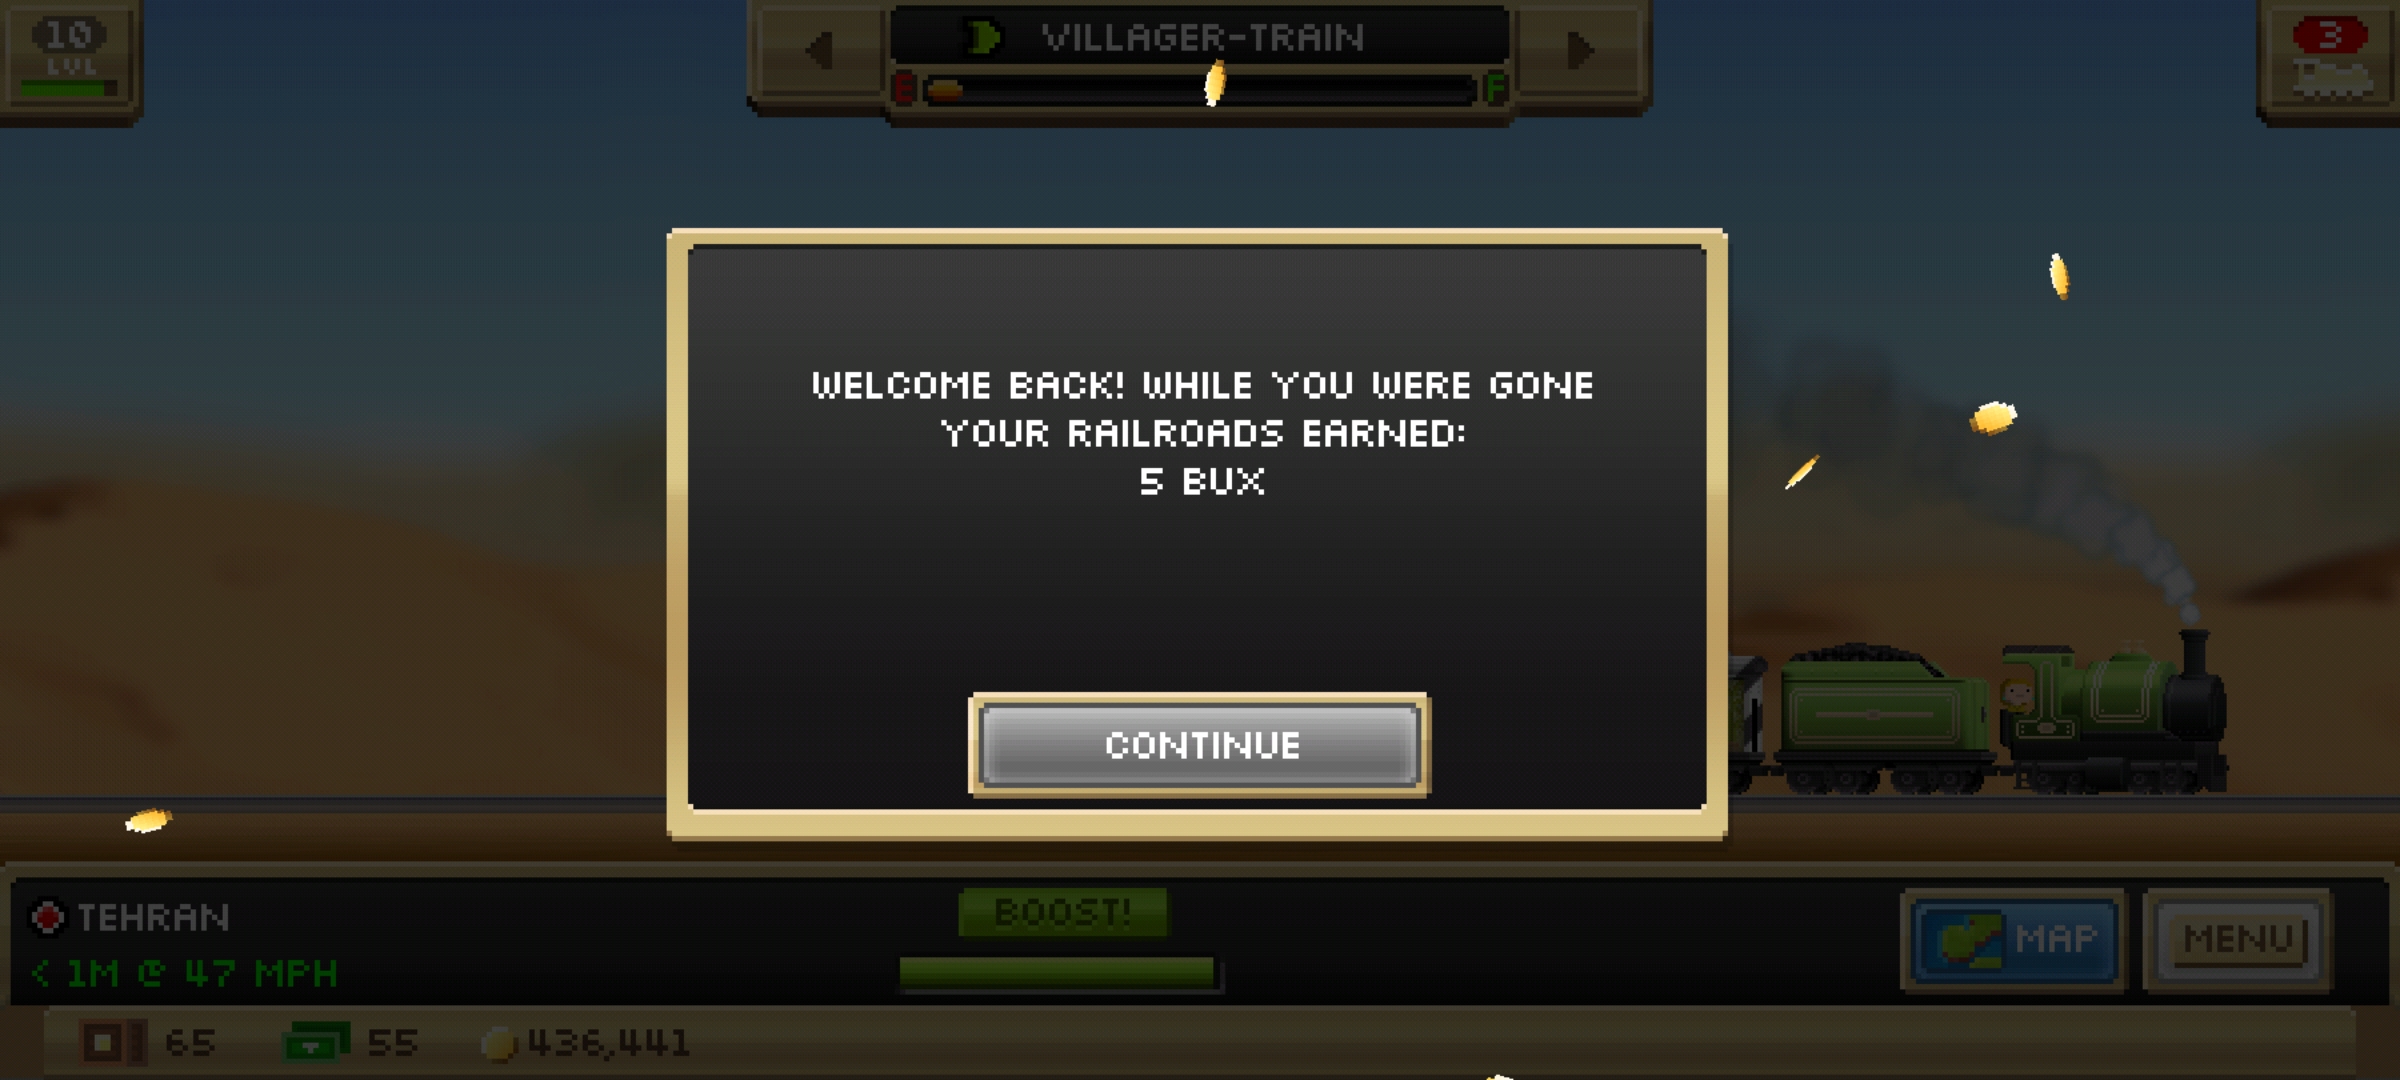 10
LVL
VILLAGER-TRAIN
E F
3
WELCOME BACK! WHILE YOU WERE GONE
YOUR RAILROADS EARNED:
5 BUX
CONTINUE
TEHRAN
< 1M @ 47 MPH
BOOST!
MAP
MENU
65 55 436,441